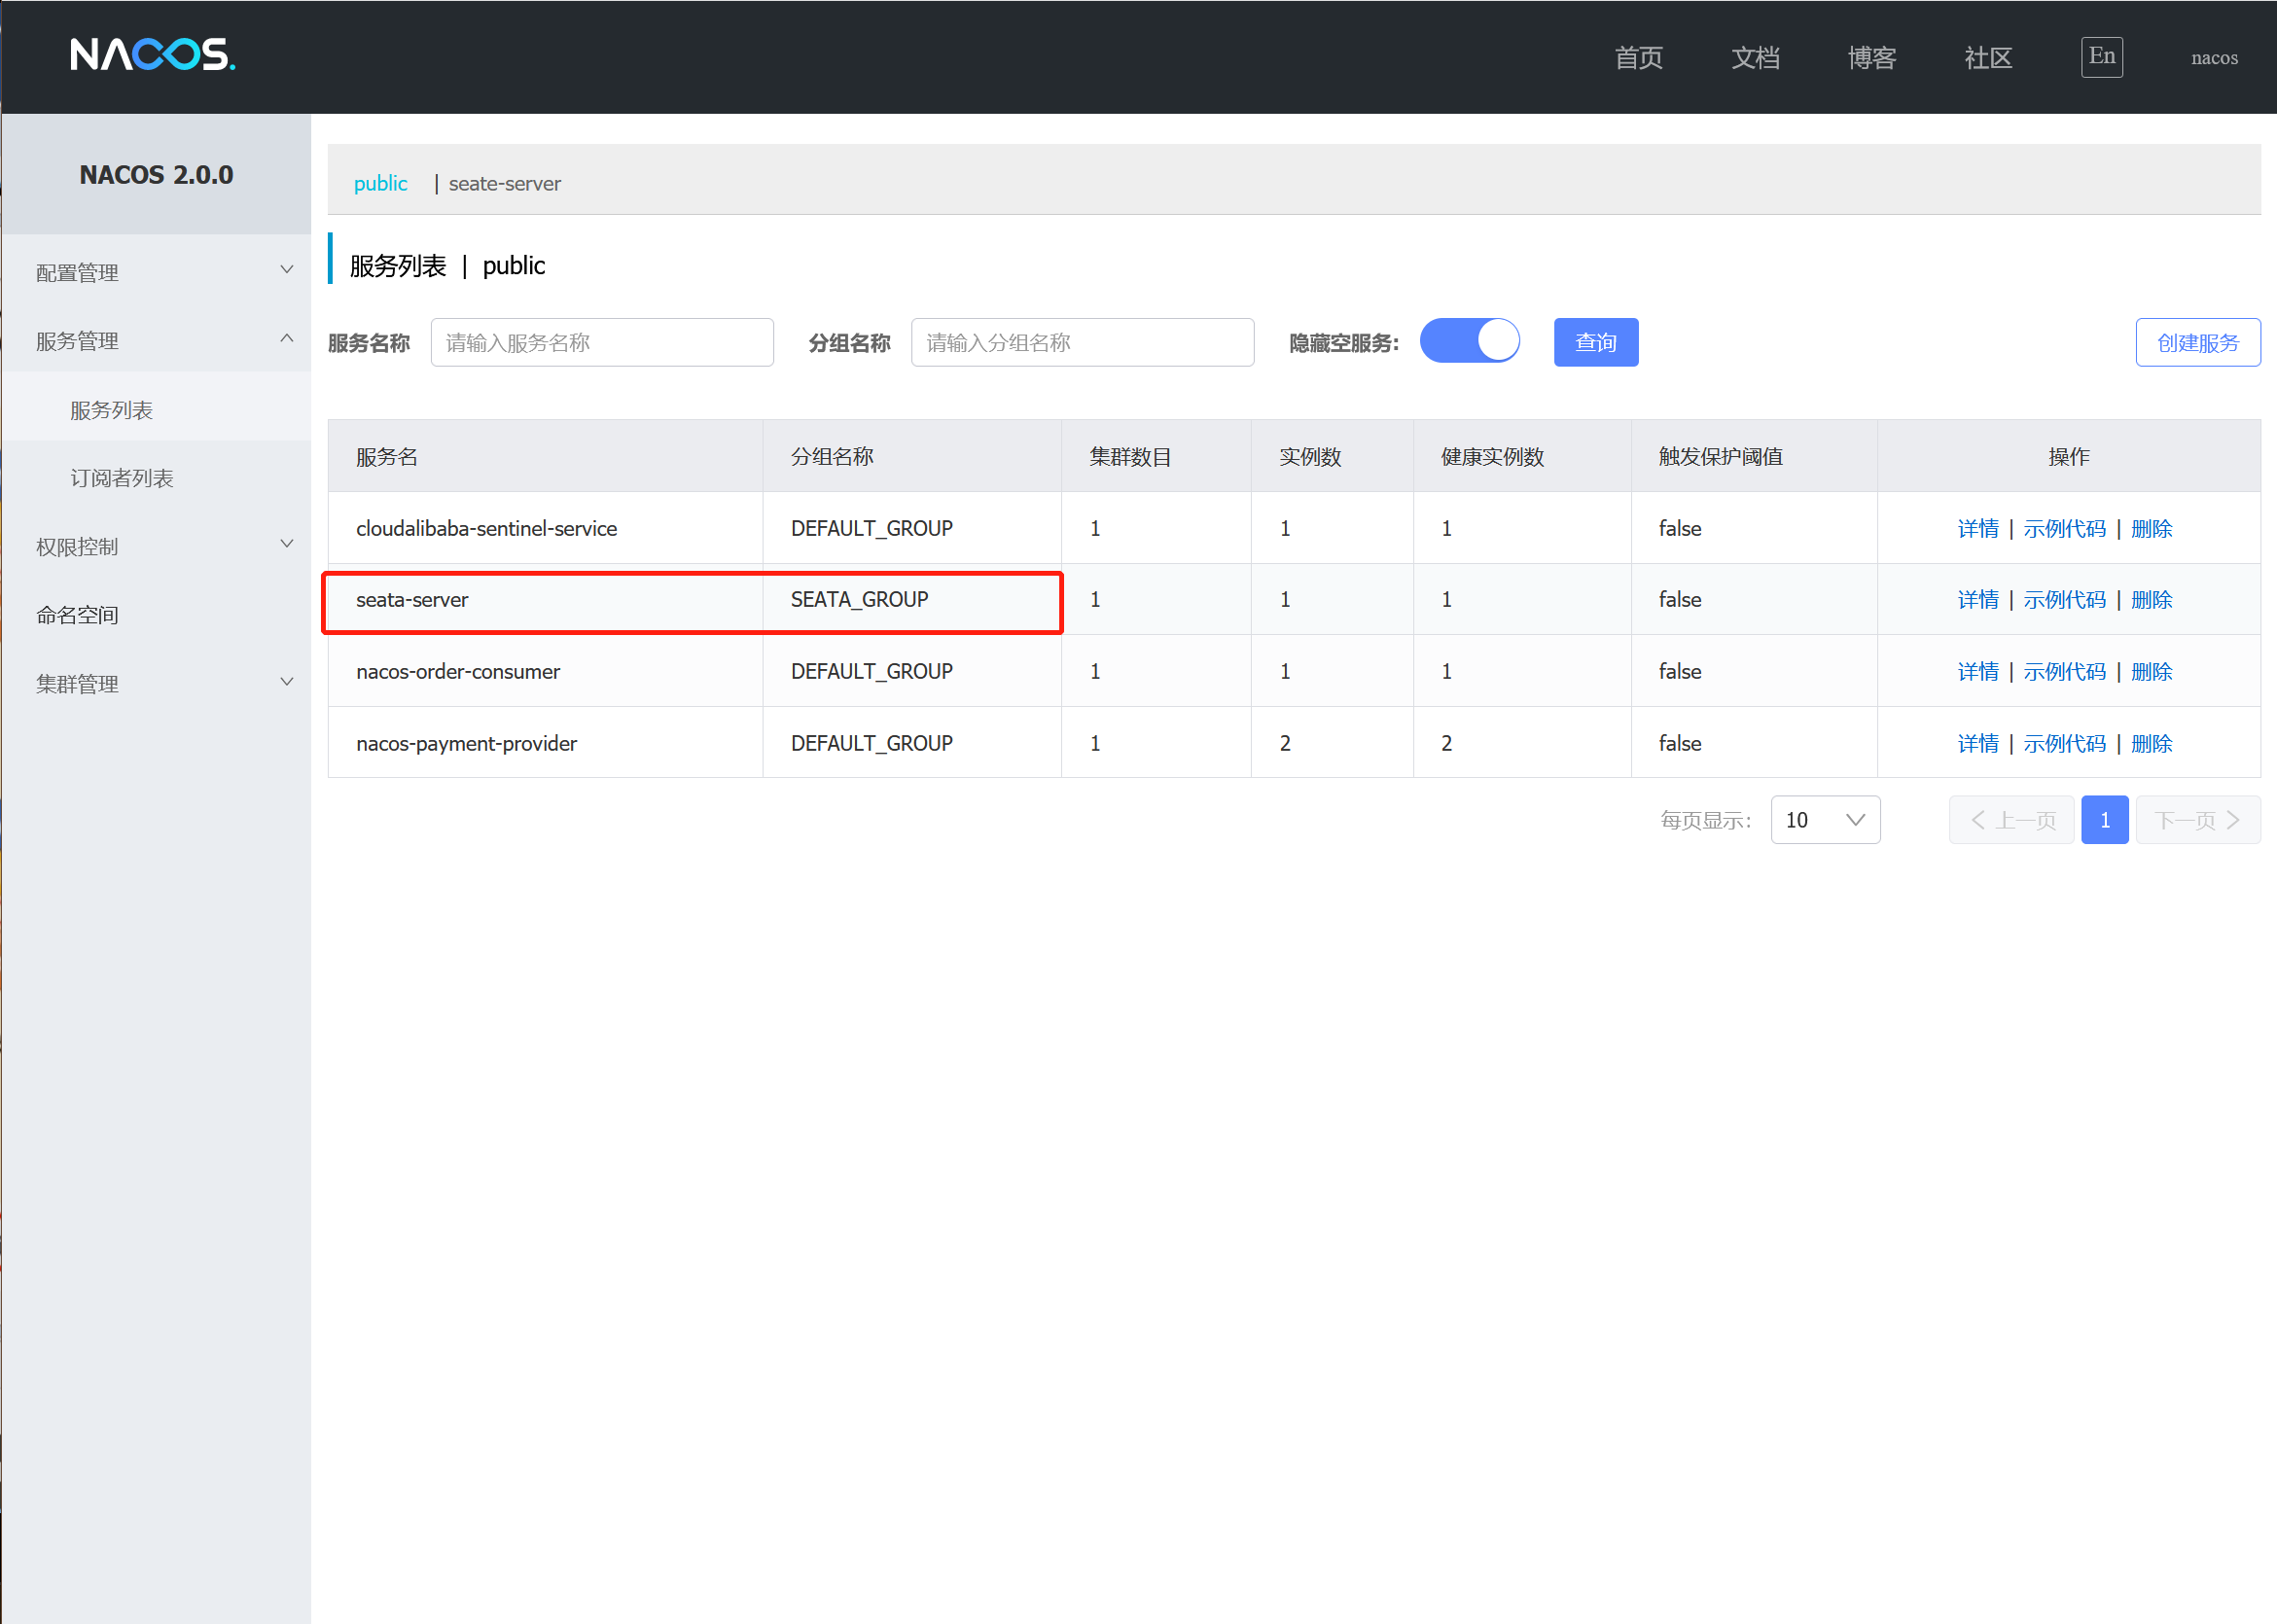 NACOS.
首页 文档 博客 社区 En nacos
NACOS 2.0.0
配置管理
服务管理
服务列表
订阅者列表
权限控制
命名空间
集群管理
public | seate-server
服务列表 | public
服务名称 请输入服务名称 分组名称 请输入分组名称 隐藏空服务: 查询 创建服务
服务名 分组名称 集群数目 实例数 健康实例数 触发保护阈值 操作
cloudalibaba-sentinel-service DEFAULT_GROUP 1 1 1 false 详情 | 示例代码 | 删除
seata-server SEATA_GROUP 1 1 1 false 详情 | 示例代码 | 删除
nacos-order-consumer DEFAULT_GROUP 1 1 1 false 详情 | 示例代码 | 删除
nacos-payment-provider DEFAULT_GROUP 1 2 2 false 详情 | 示例代码 | 删除
每页显示: 10 上一页 1 下一页